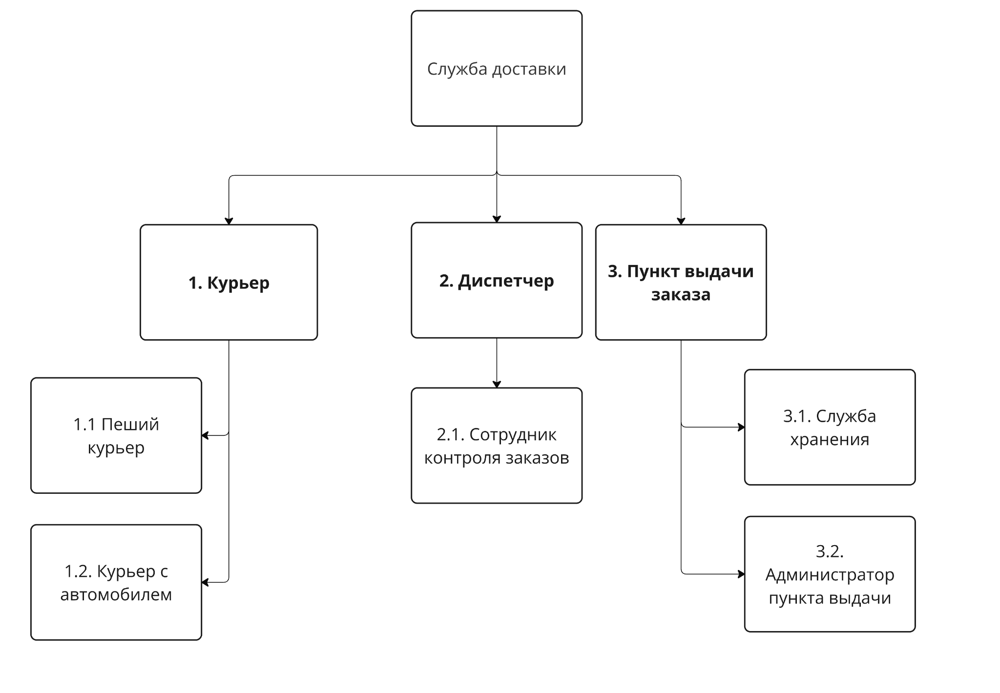 Служба доставки
1. Курьер
2. Диспетчер
3. Пункт выдачи
заказа
1.1 Пеший
курьер
1.2. Курьер с
автомобилем
2.1. Сотрудник
контроля заказов
3.1. Служба
хранения
3.2.
Администратор
пункта выдачи